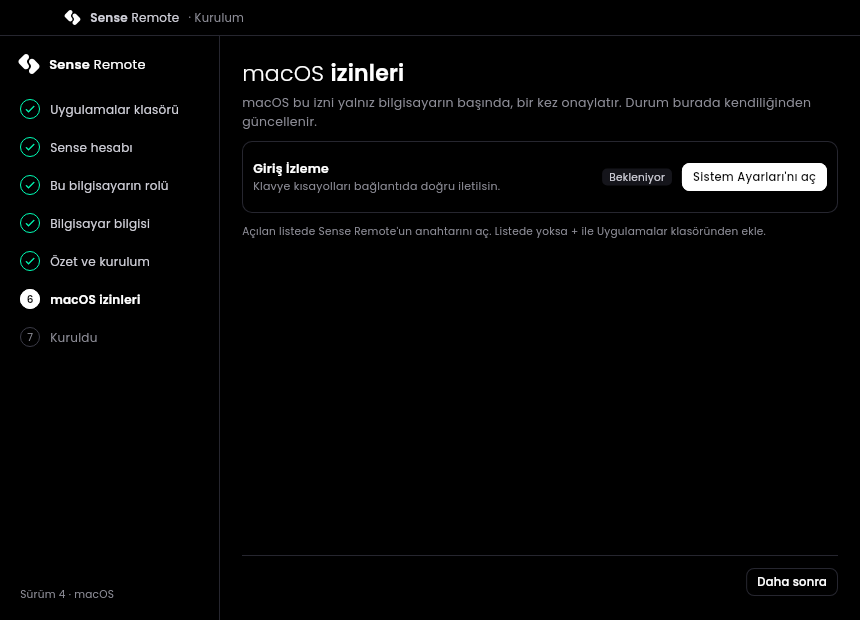 Sense Remote · Kurulum
Sense Remote
Uygulamalar klasörü
Sense hesabı
Bu bilgisayarın rolü
Bilgisayar bilgisi
Özet ve kurulum
6 macOS izinleri
7 Kuruldu
Sürüm 4 · macOS
macOS izinleri
macOS bu izni yalnız bilgisayarın başında, bir kez onaylatır. Durum burada kendiliğinden
güncellenir.
Giriş İzleme
Klavye kısayolları bağlantıda doğru iletilsin.
Bekleniyor
Sistem Ayarları'nı aç
Açılan listede Sense Remote'un anahtarını aç. Listede yoksa + ile Uygulamalar klasöründen ekle.
Daha sonra